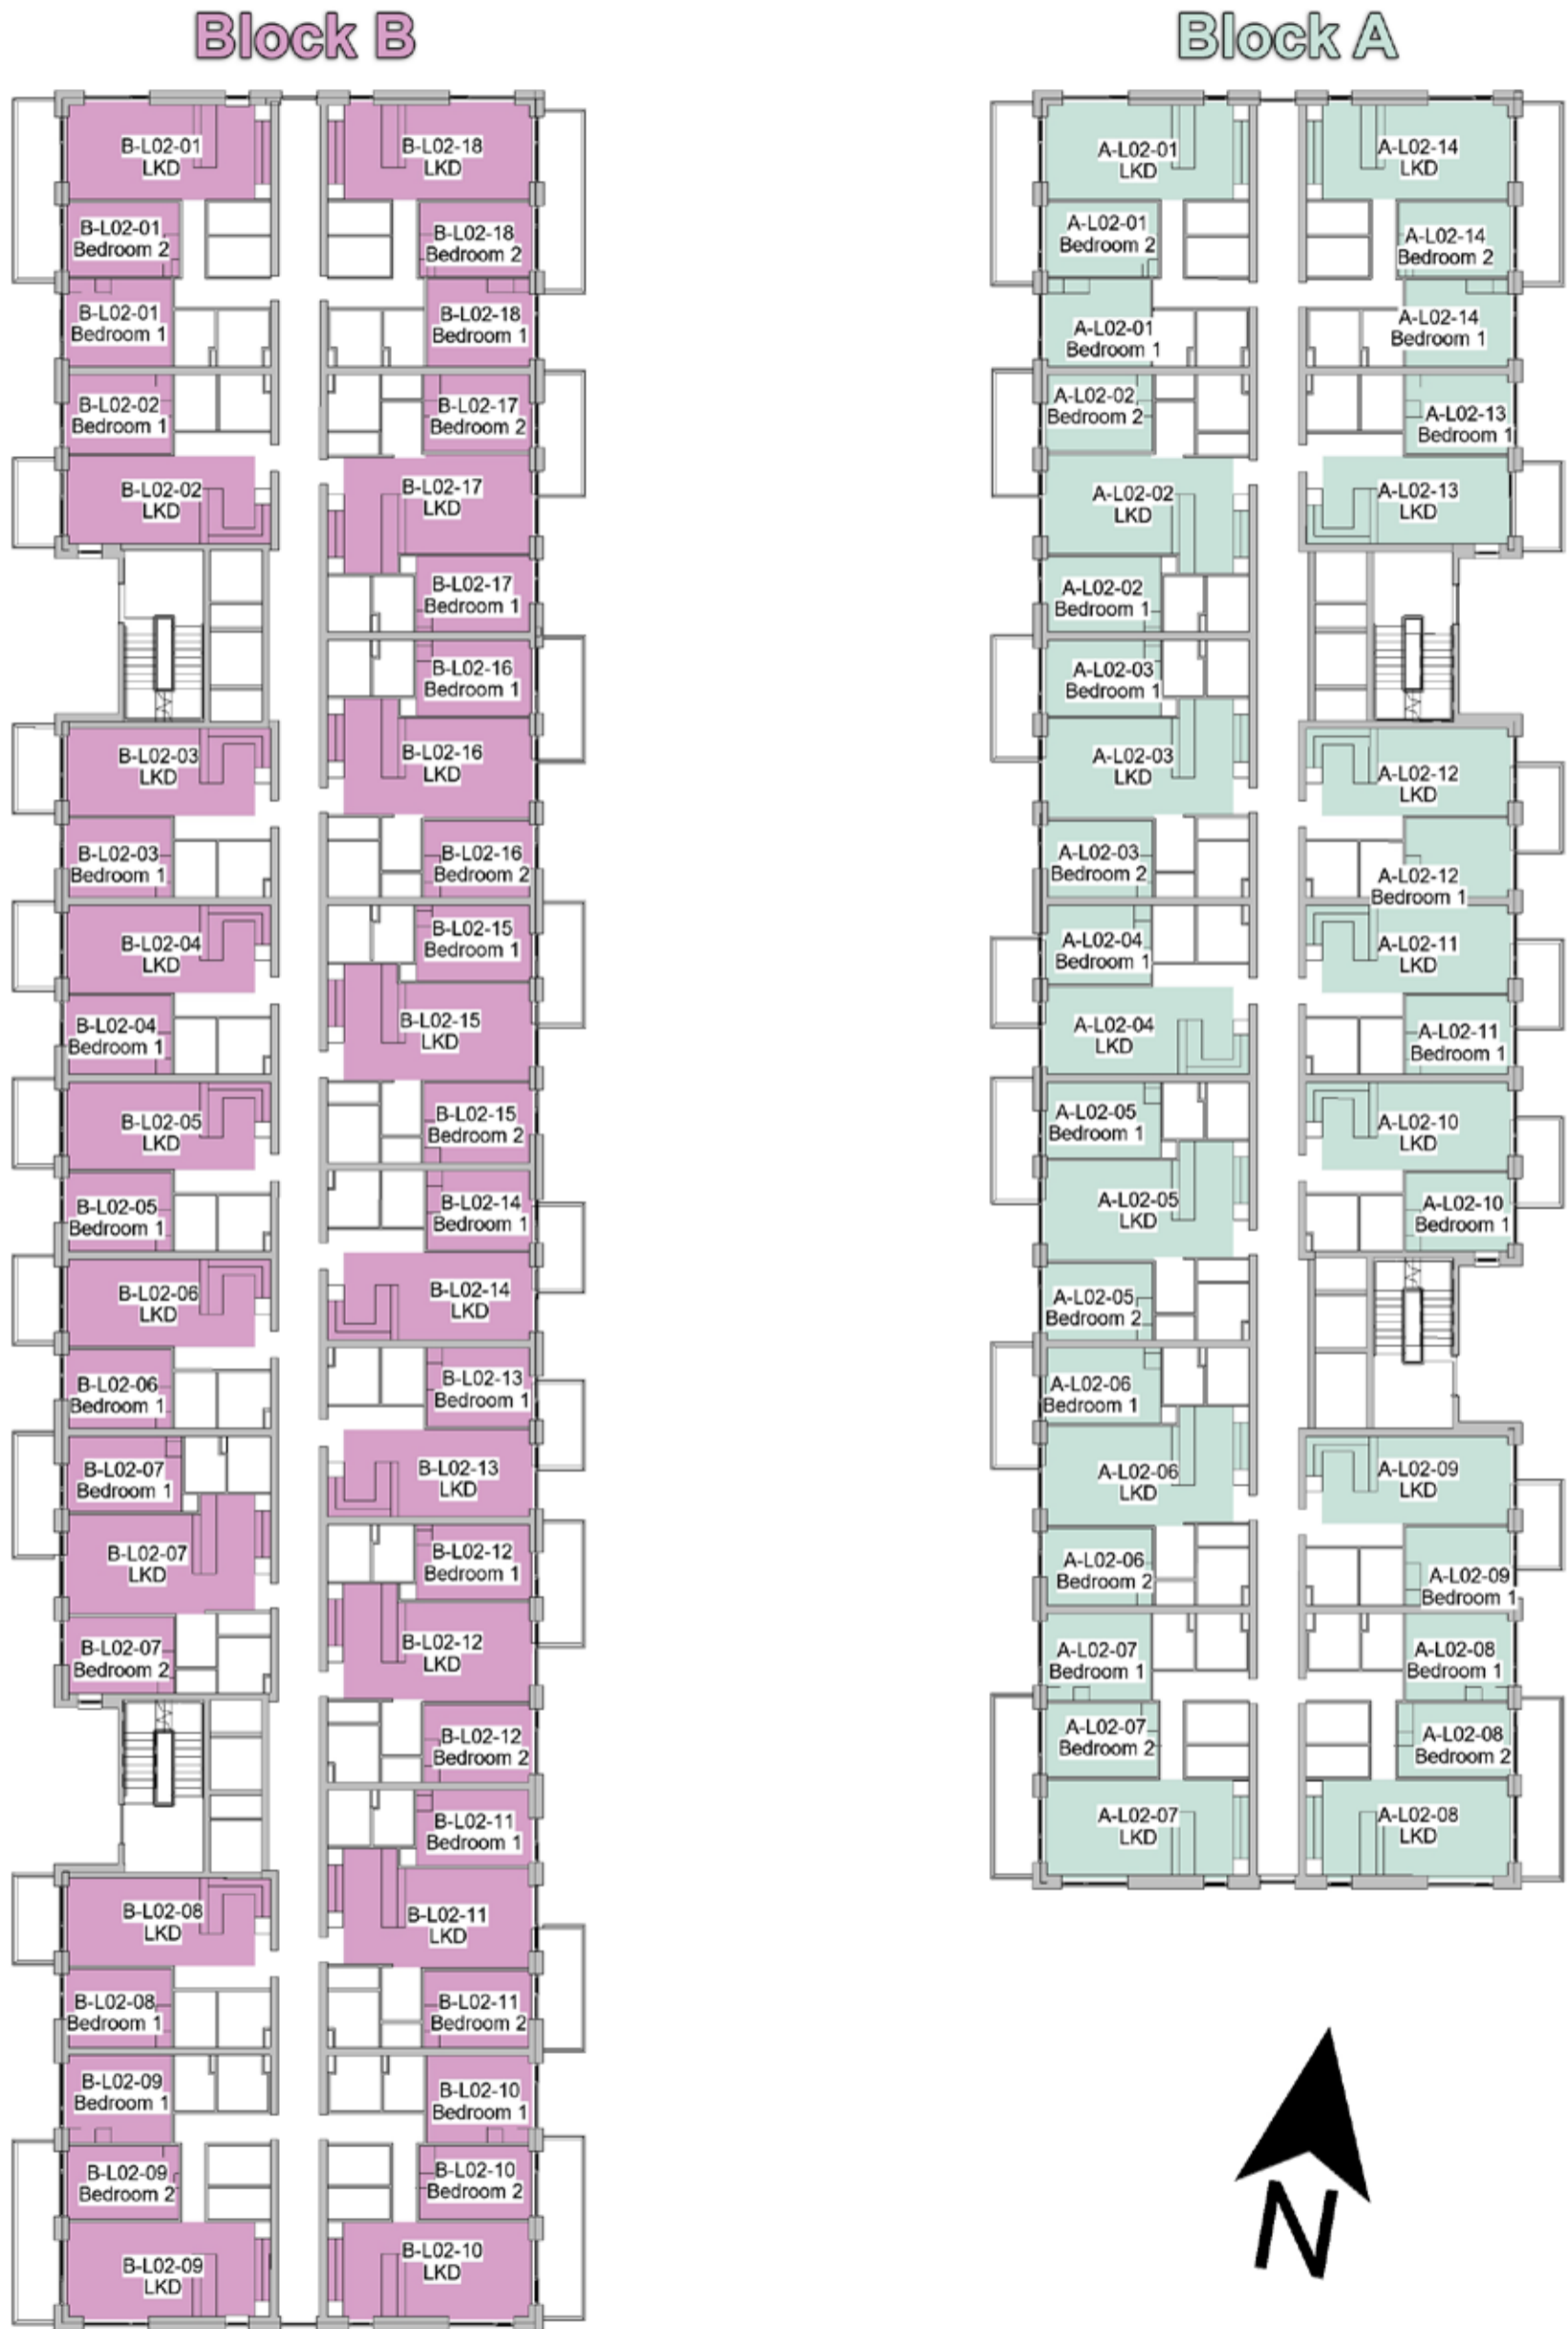 Block B
B-L02-01
LKD
B-L02-18
LKD
B-L02-01
Bedroom 2
B-L02-18
Bedroom 2
B-L02-01
Bedroom 1
B-L02-18
Bedroom 1
B-L02-02
Bedroom 1
B-L02-17
Bedroom 2
B-L02-02
LKD
B-L02-17
LKD
B-L02-17
Bedroom 1
B-L02-16
Bedroom 1
B-L02-03
LKD
B-L02-16
LKD
B-L02-03
Bedroom 1
B-L02-16
Bedroom 2
B-L02-04
LKD
B-L02-15
Bedroom 1
B-L02-04
Bedroom 1
B-L02-15
LKD
B-L02-05
LKD
B-L02-15
Bedroom 2
B-L02-05
Bedroom 1
B-L02-14
Bedroom 1
B-L02-06
LKD
B-L02-14
LKD
B-L02-06
Bedroom 1
B-L02-13
Bedroom 1
B-L02-07
Bedroom 1
B-L02-13
LKD
B-L02-07
LKD
B-L02-12
Bedroom 1
B-L02-07
Bedroom 2
B-L02-12
LKD
B-L02-12
Bedroom 2
B-L02-11
Bedroom 1
B-L02-08
LKD
B-L02-11
LKD
B-L02-08
Bedroom 1
B-L02-11
Bedroom 2
B-L02-09
Bedroom 1
B-L02-10
Bedroom 1
B-L02-09
Bedroom 2
B-L02-10
Bedroom 2
B-L02-09
LKD
B-L02-10
LKD
Block A
A-L02-01
LKD
A-L02-14
LKD
A-L02-01
Bedroom 2
A-L02-14
Bedroom 2
A-L02-01
Bedroom 1
A-L02-14
Bedroom 1
A-L02-02
Bedroom 2
A-L02-13
Bedroom 1
A-L02-02
LKD
A-L02-13
LKD
A-L02-02
Bedroom 1
A-L02-03
Bedroom 1
A-L02-03
LKD
A-L02-12
LKD
A-L02-03
Bedroom 2
A-L02-12
Bedroom 1
A-L02-04
Bedroom 1
A-L02-11
LKD
A-L02-04
LKD
A-L02-11
Bedroom 1
A-L02-05
Bedroom 1
A-L02-10
LKD
A-L02-05
LKD
A-L02-10
Bedroom 1
A-L02-05
Bedroom 2
A-L02-06
Bedroom 1
A-L02-06
LKD
A-L02-09
LKD
A-L02-06
Bedroom 2
A-L02-09
Bedroom 1
A-L02-07
Bedroom 1
A-L02-08
Bedroom 1
A-L02-07
Bedroom 2
A-L02-08
Bedroom 2
A-L02-07
LKD
A-L02-08
LKD
N